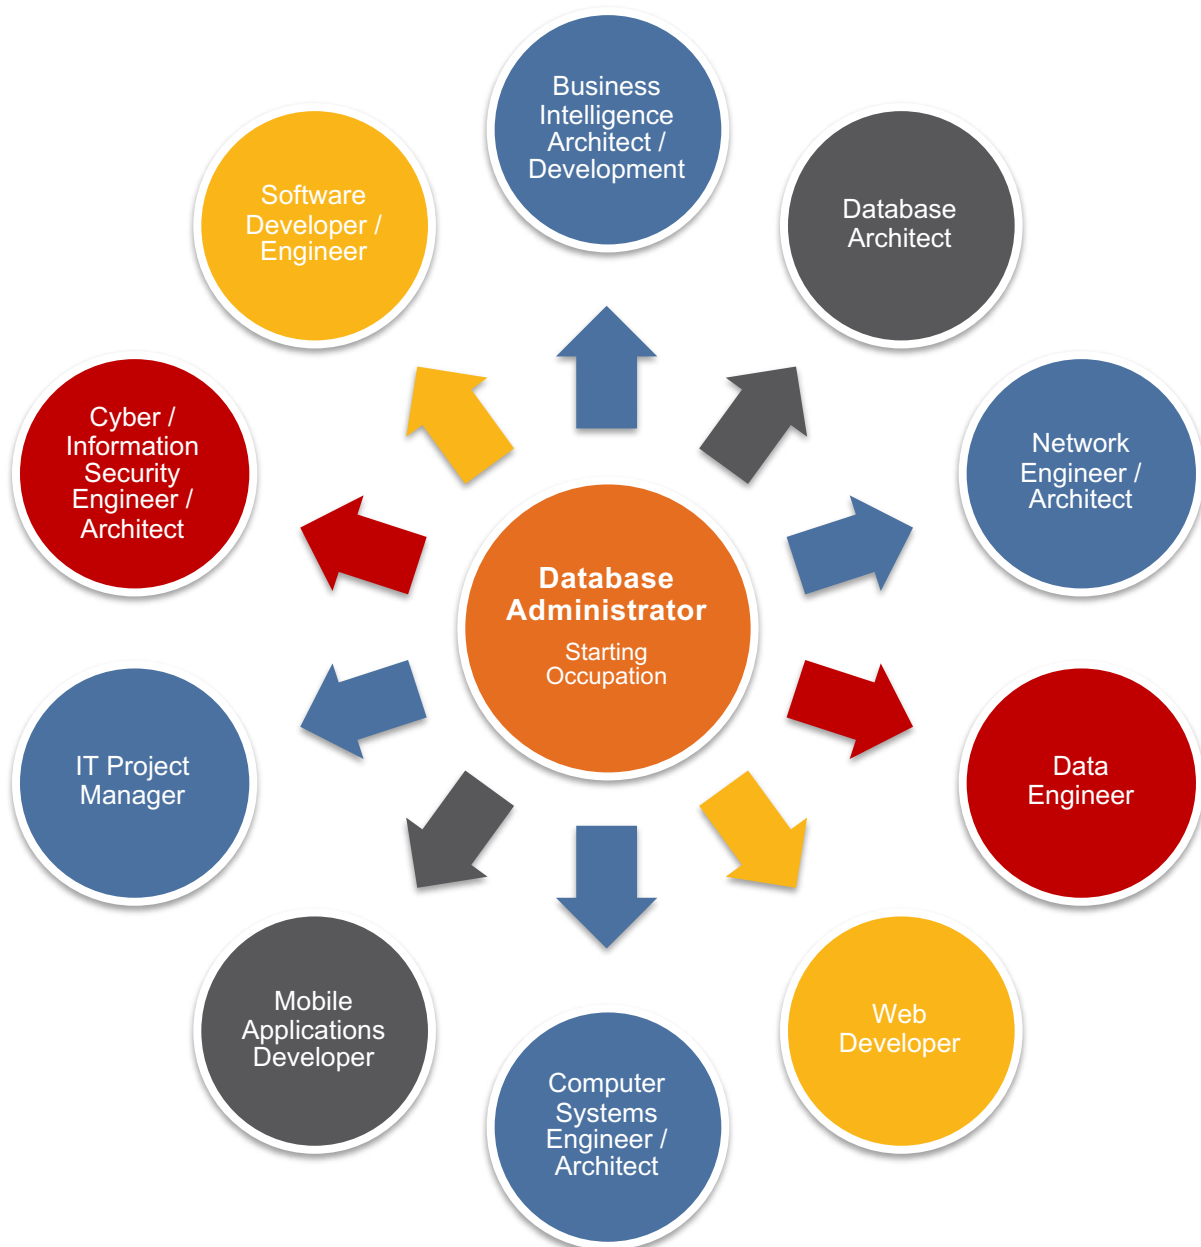 Business
Intelligence
Architect /
Development
Database
Architect
Network
Engineer /
Architect
Data
Engineer
Web
Developer
Computer
Systems
Engineer /
Architect
Mobile
Applications
Developer
IT Project
Manager
Cyber /
Information
Security
Engineer /
Architect
Software
Developer /
Engineer
Database
Administrator
Starting
Occupation